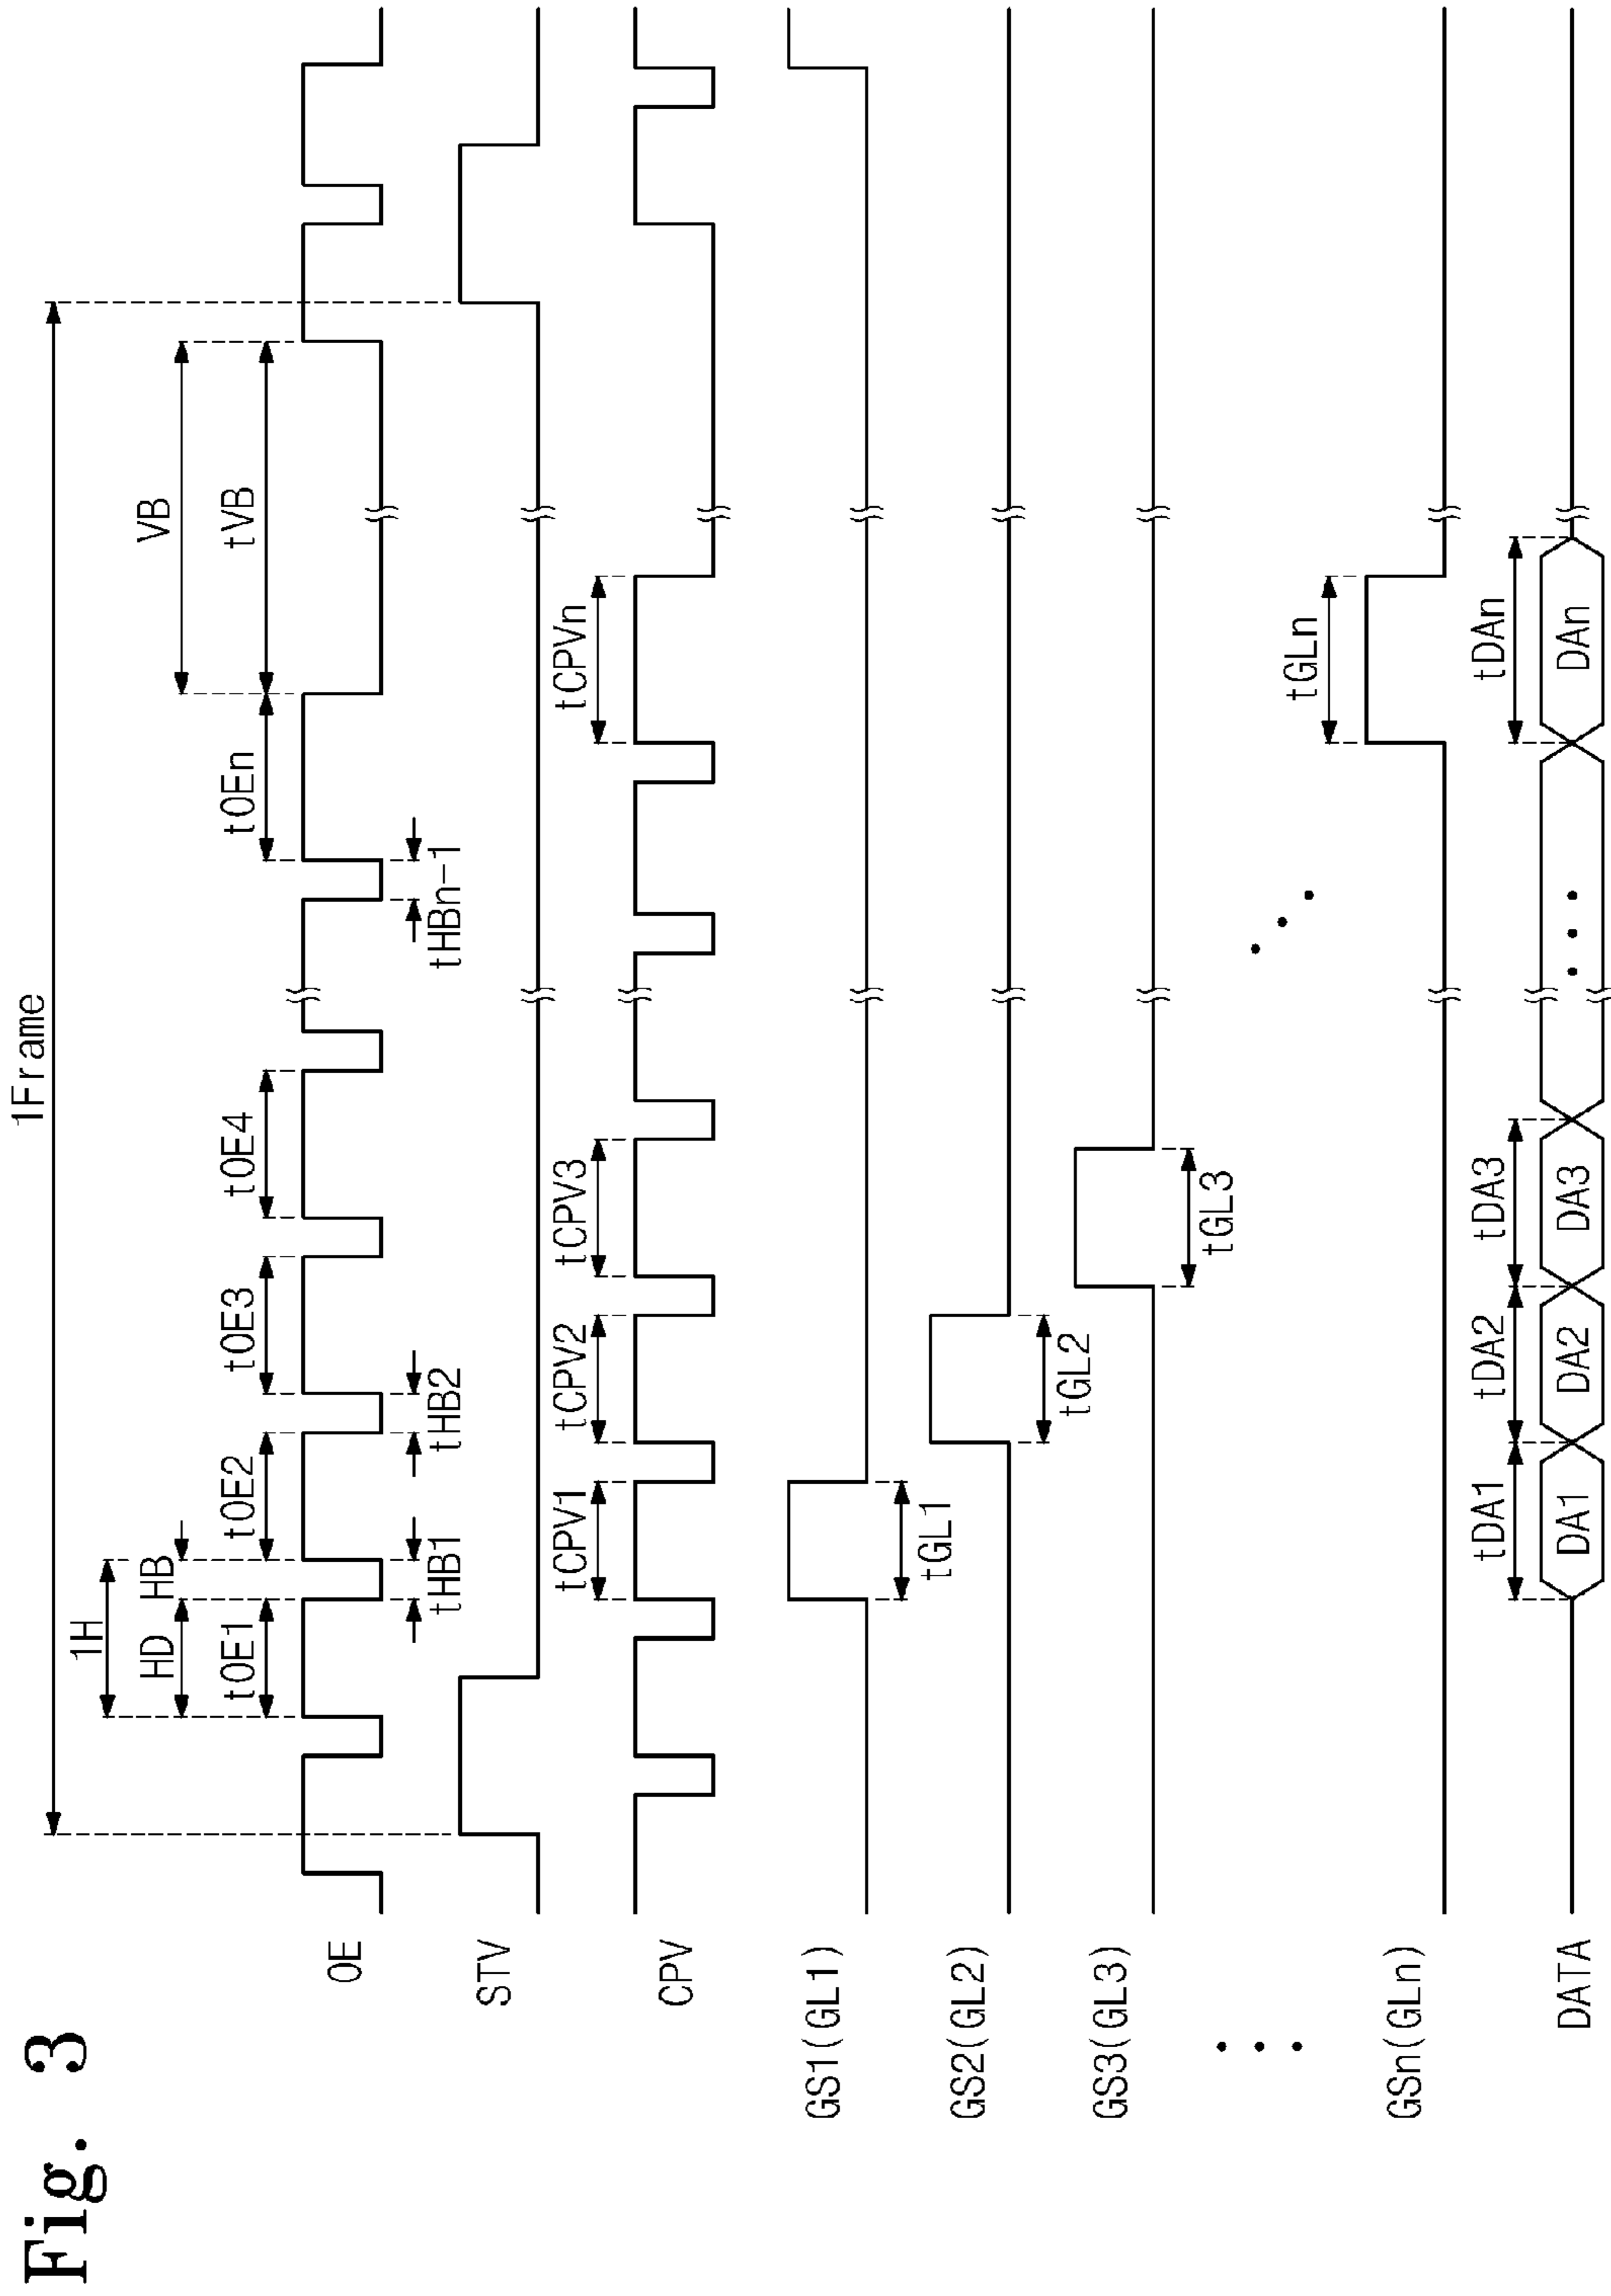 Fig. 3
1Frame
1H
VB
HD HB
tOE1 tOE2 tOE3 tOE4 tOEn tVB
OE
tHB1 tHB2 tHBn-1
STV
tCPV1 tCPV2 tCPV3 tCPVn
CPV
GS1(GL1)
tGL1
GS2(GL2)
tGL2
GS3(GL3)
tGL3
tGLn
GSn(GLn)
tDA1 tDA2 tDA3 tDAn
DATA DA1 DA2 DA3 DAn